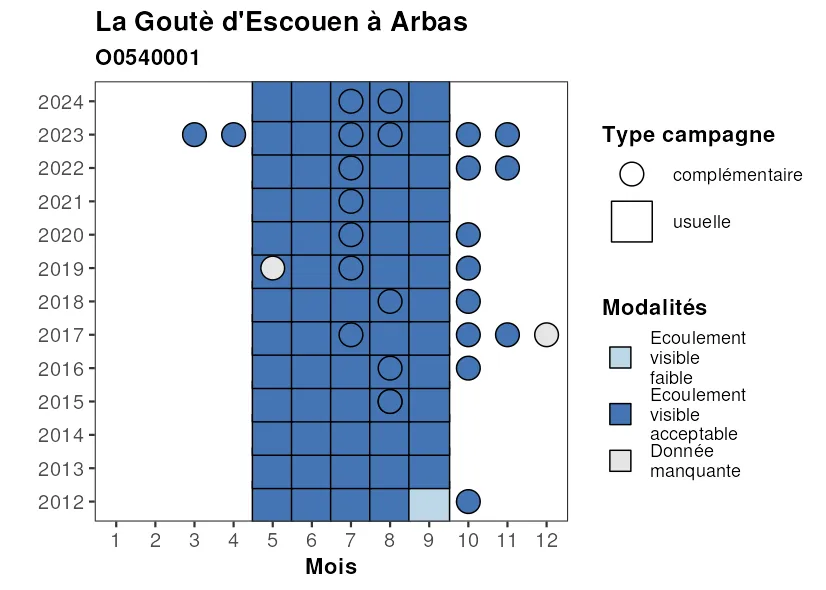 La Goutè d'Escouen à Arbas
O0540001
2024
2023
2022
2021
2020
2019
2018
2017
2016
2015
2014
2013
2012
1 2 3 4 5 6 7 8 9 10 11 12
Mois
Type campagne
complémentaire
usuelle
Modalités
Ecoulement
visible
faible
Ecoulement
visible
acceptable
Donnée
manquante